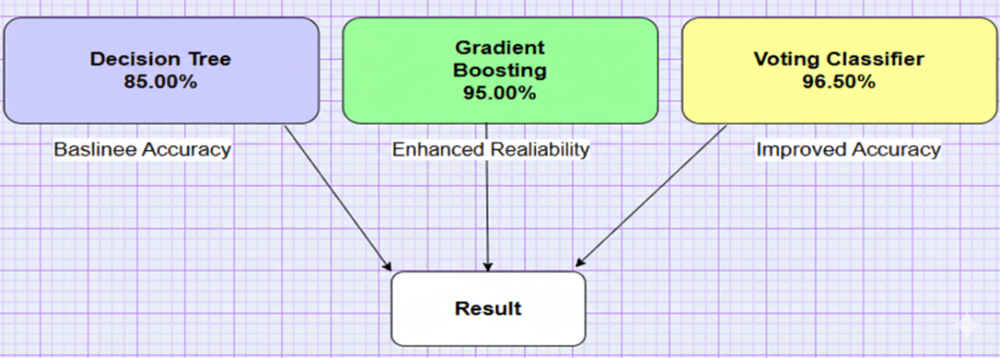 Decision Tree
85.00%
Gradient
Boosting
95.00%
Voting Classifier
96.50%
Baslinee Accuracy
Enhanced Realiability
Improved Accuracy
Result